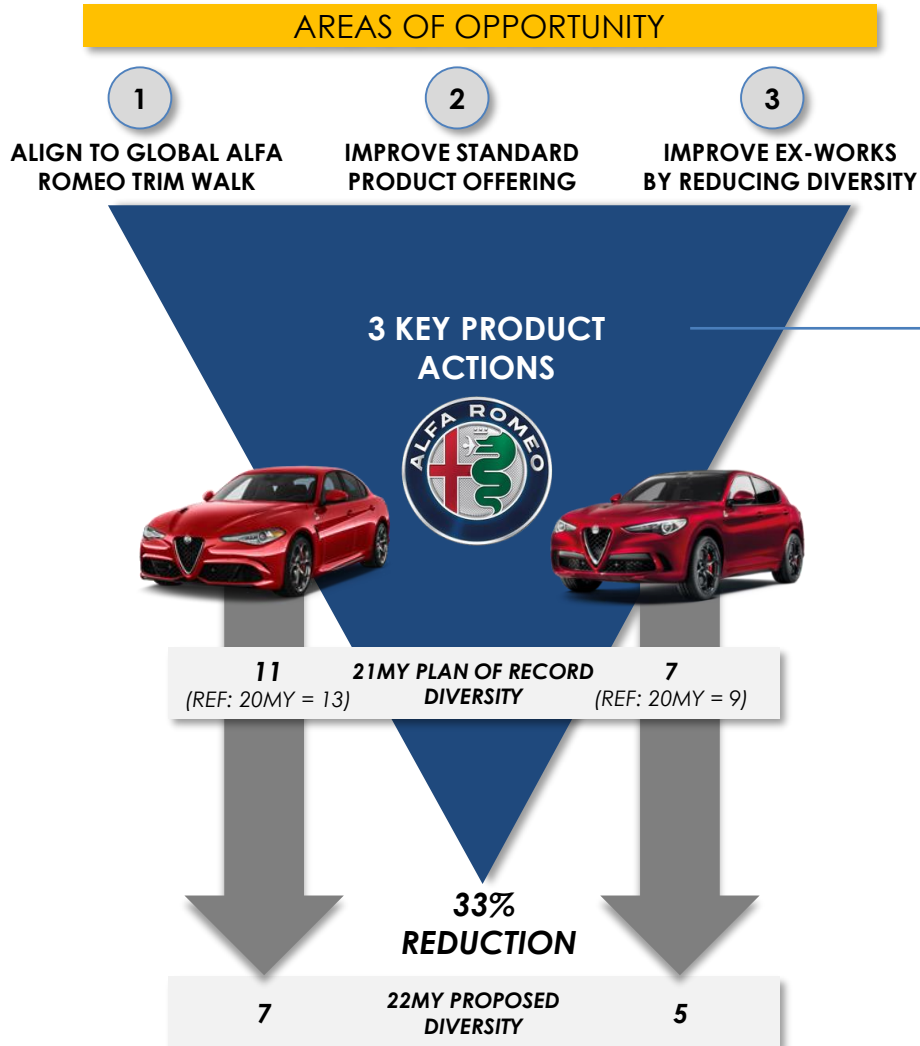 AREAS OF OPPORTUNITY
1
2
3
ALIGN TO GLOBAL ALFA
ROMEO TRIM WALK
IMPROVE STANDARD
PRODUCT OFFERING
IMPROVE EX-WORKS
BY REDUCING DIVERSITY
3 KEY PRODUCT
ACTIONS
ALFA ROMEO
11
(REF: 20MY = 13)
21MY PLAN OF RECORD
DIVERSITY
7
(REF: 20MY = 9)
33%
REDUCTION
7
22MY PROPOSED
DIVERSITY
5